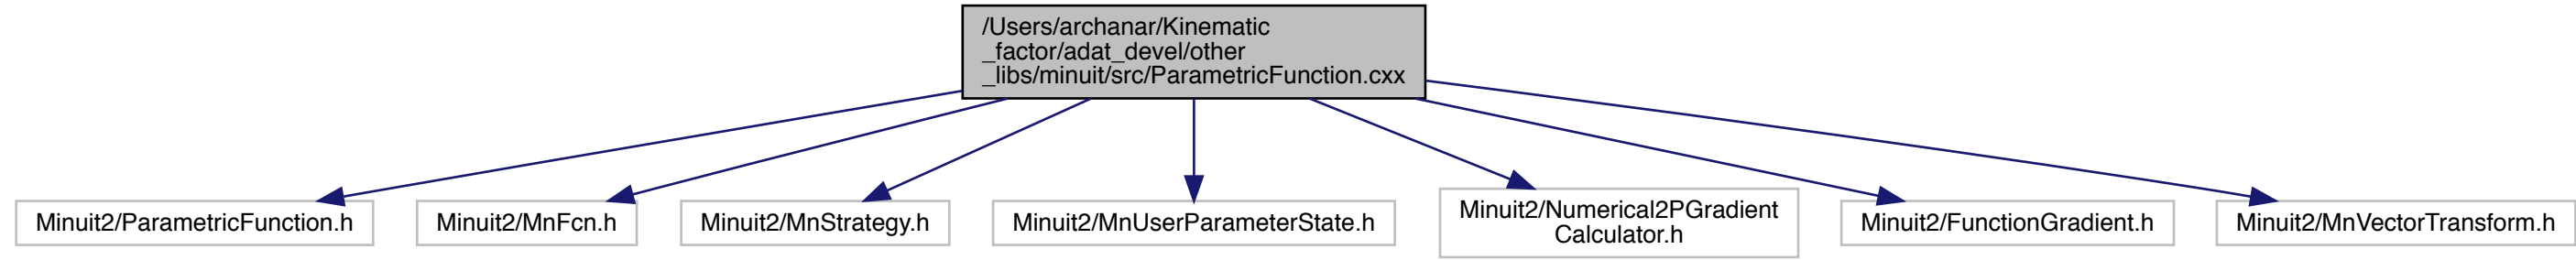 /Users/archanar/Kinematic
_factor/adat_devel/other
_libs/minuit/src/ParametricFunction.cxx
Minuit2/ParametricFunction.h
Minuit2/MnFcn.h
Minuit2/MnStrategy.h
Minuit2/MnUserParameterState.h
Minuit2/Numerical2PGradient
Calculator.h
Minuit2/FunctionGradient.h
Minuit2/MnVectorTransform.h